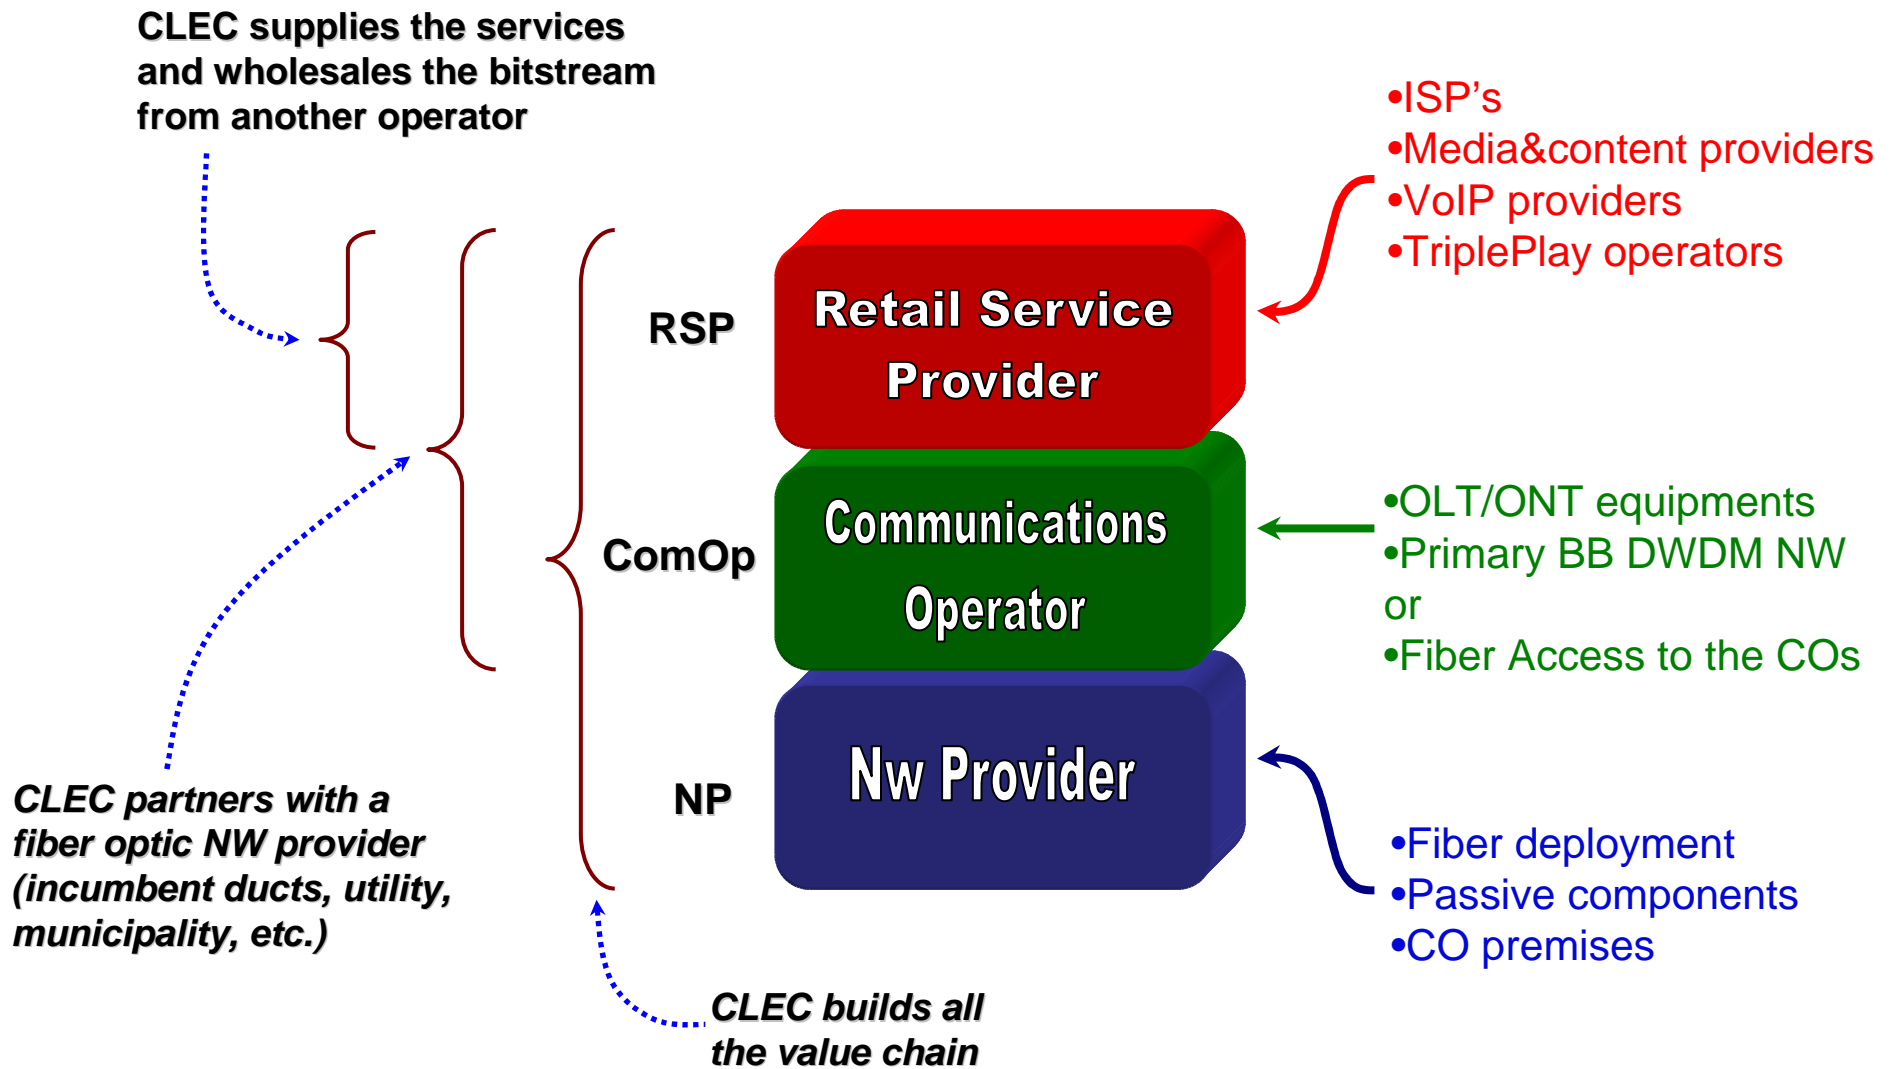 CLEC supplies the services
and wholesales the bitstream
from another operator
•ISP's
•Media&content providers
•VoIP providers
•TriplePlay operators
RSP
Retail Service
Provider
ComOp
Communications
Operator
•OLT/ONT equipments
•Primary BB DWDM NW
or
•Fiber Access to the COs
NP
Nw Provider
CLEC partners with a
fiber optic NW provider
(incumbent ducts, utility,
municipality, etc.)
•Fiber deployment
•Passive components
•CO premises
CLEC builds all
the value chain